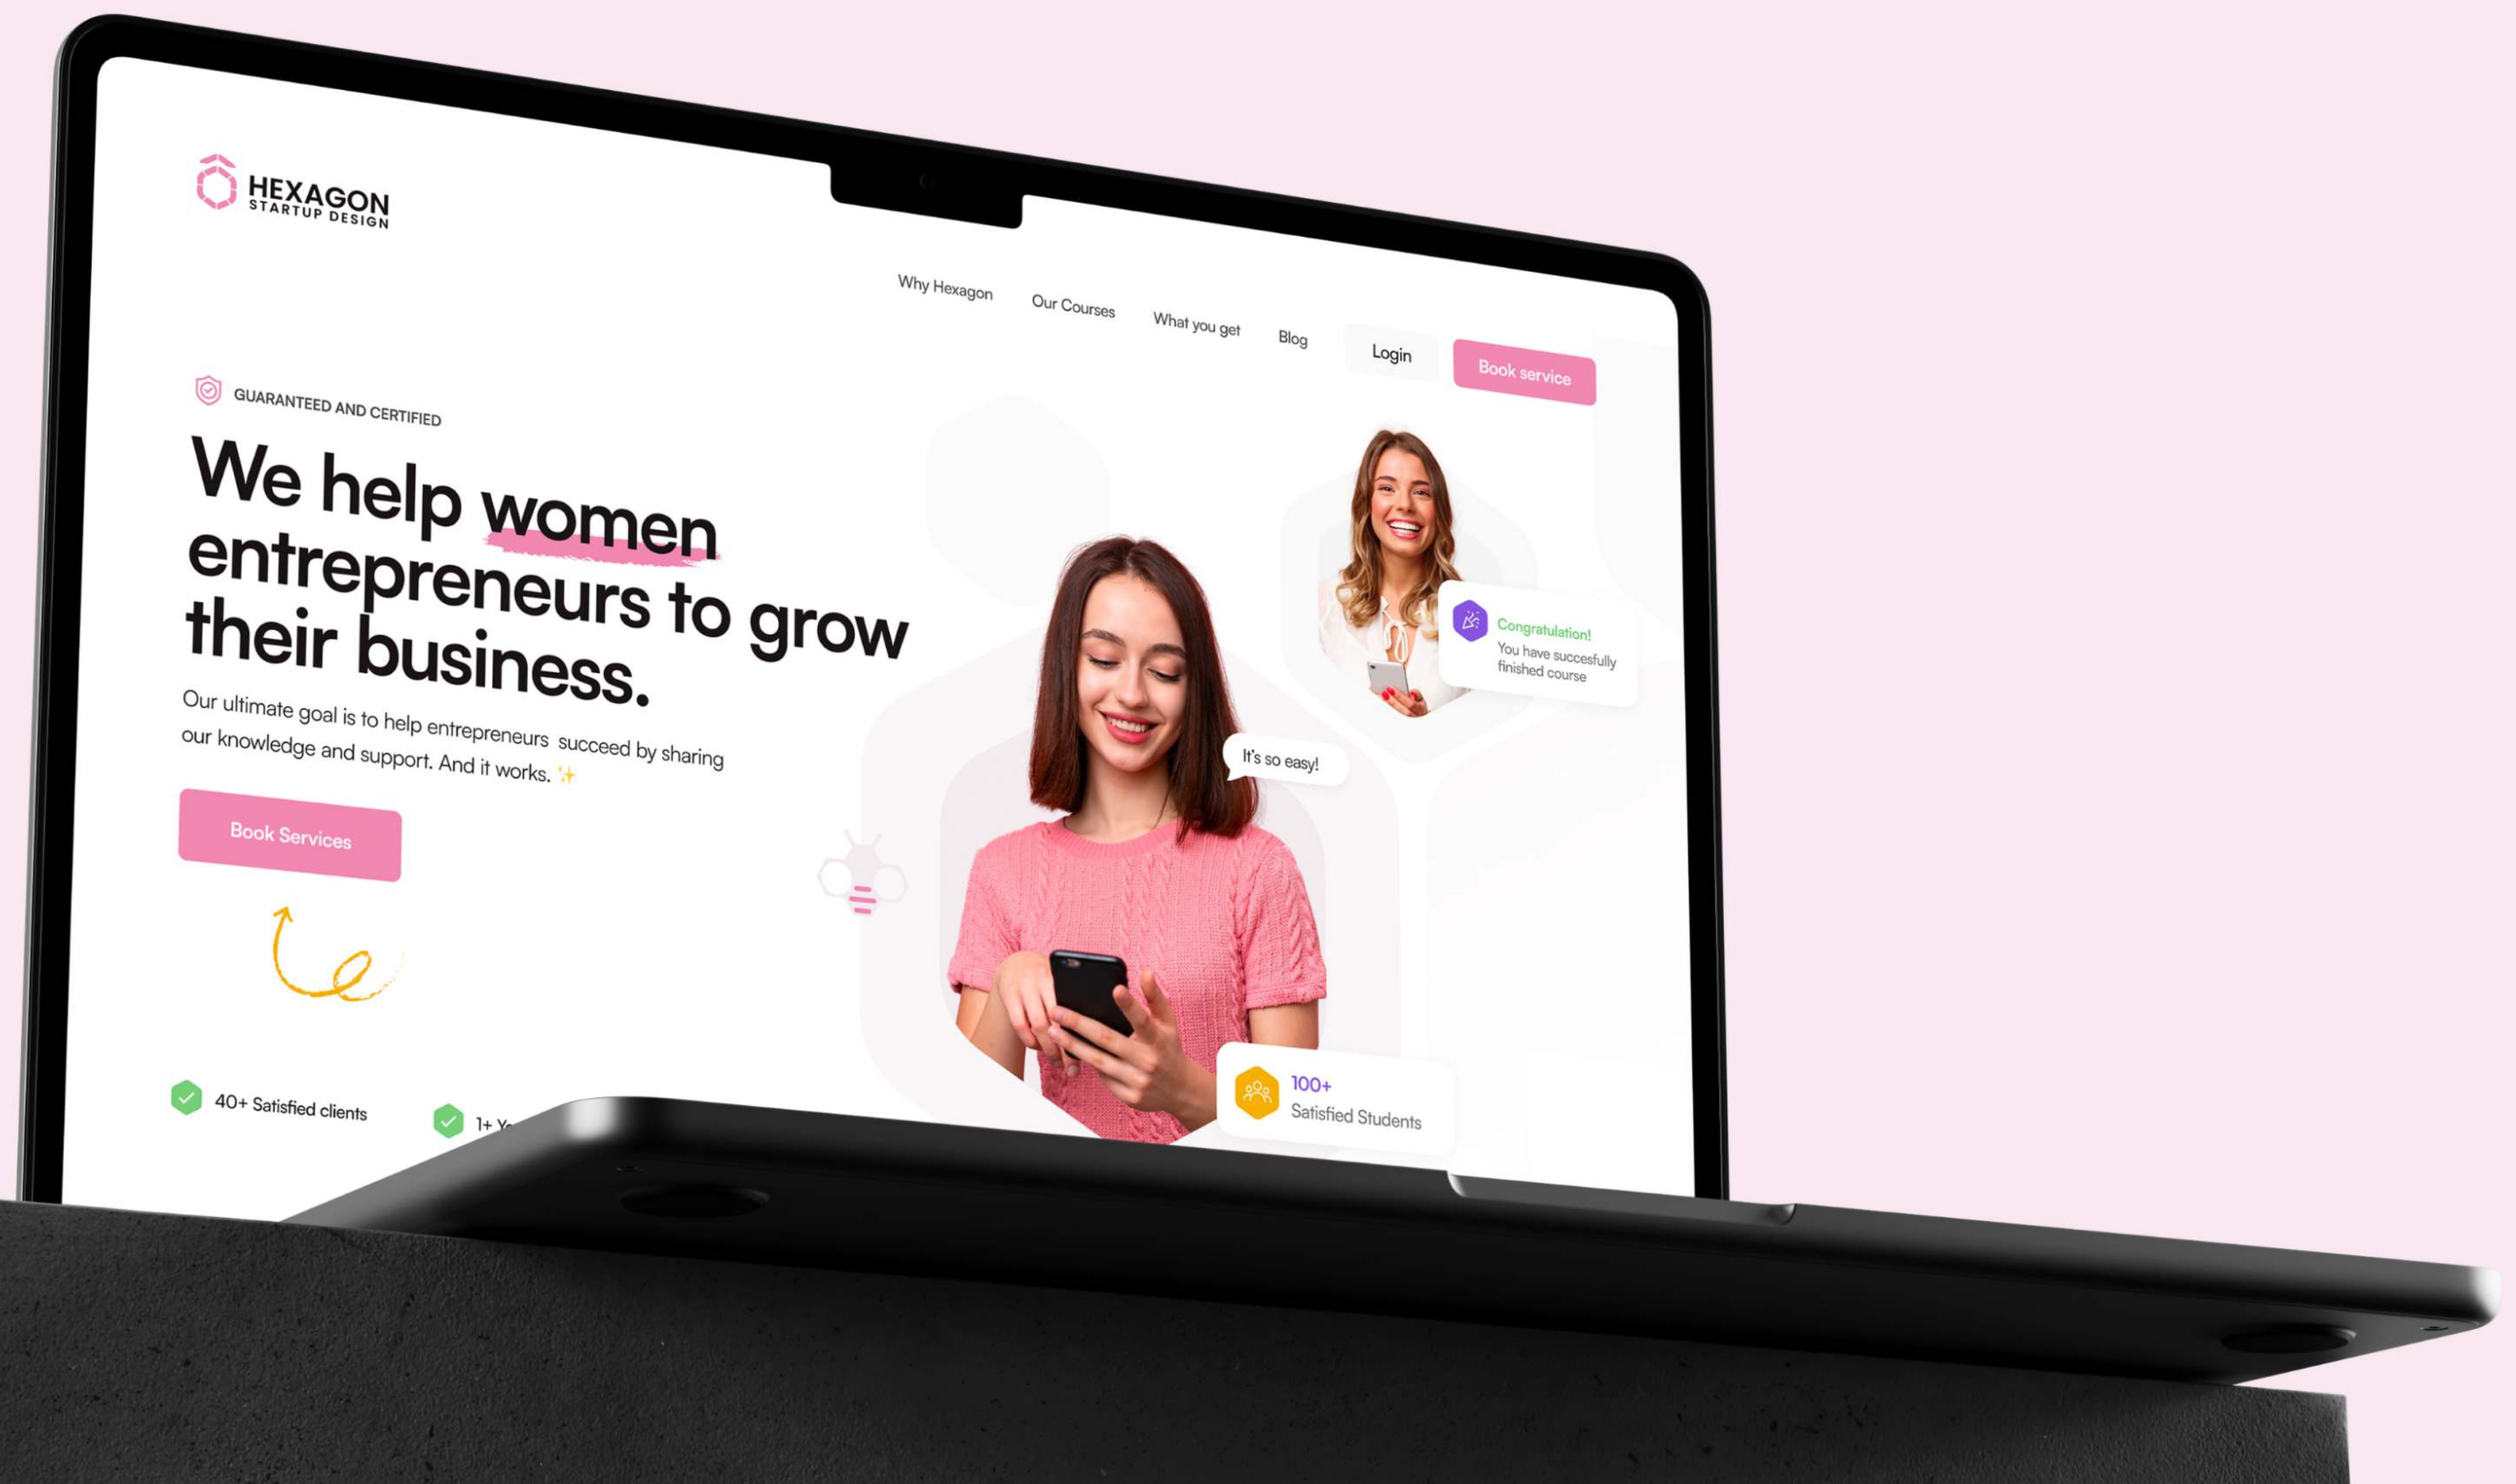 HEXAGON
STARTUP DESIGN
Why Hexagon
Our Courses
What you get
Blog
Login
Book service
GUARANTEED AND CERTIFIED
We help women
entrepreneurs to grow
their business.
Our ultimate goal is to help entrepreneurs succeed by sharing
our knowledge and support. And it works. ✨
Book Services
Congratulation!
You have succesfully
finished course
It's so easy!
40+ Satisfied clients
1+
100+
Satisfied Students